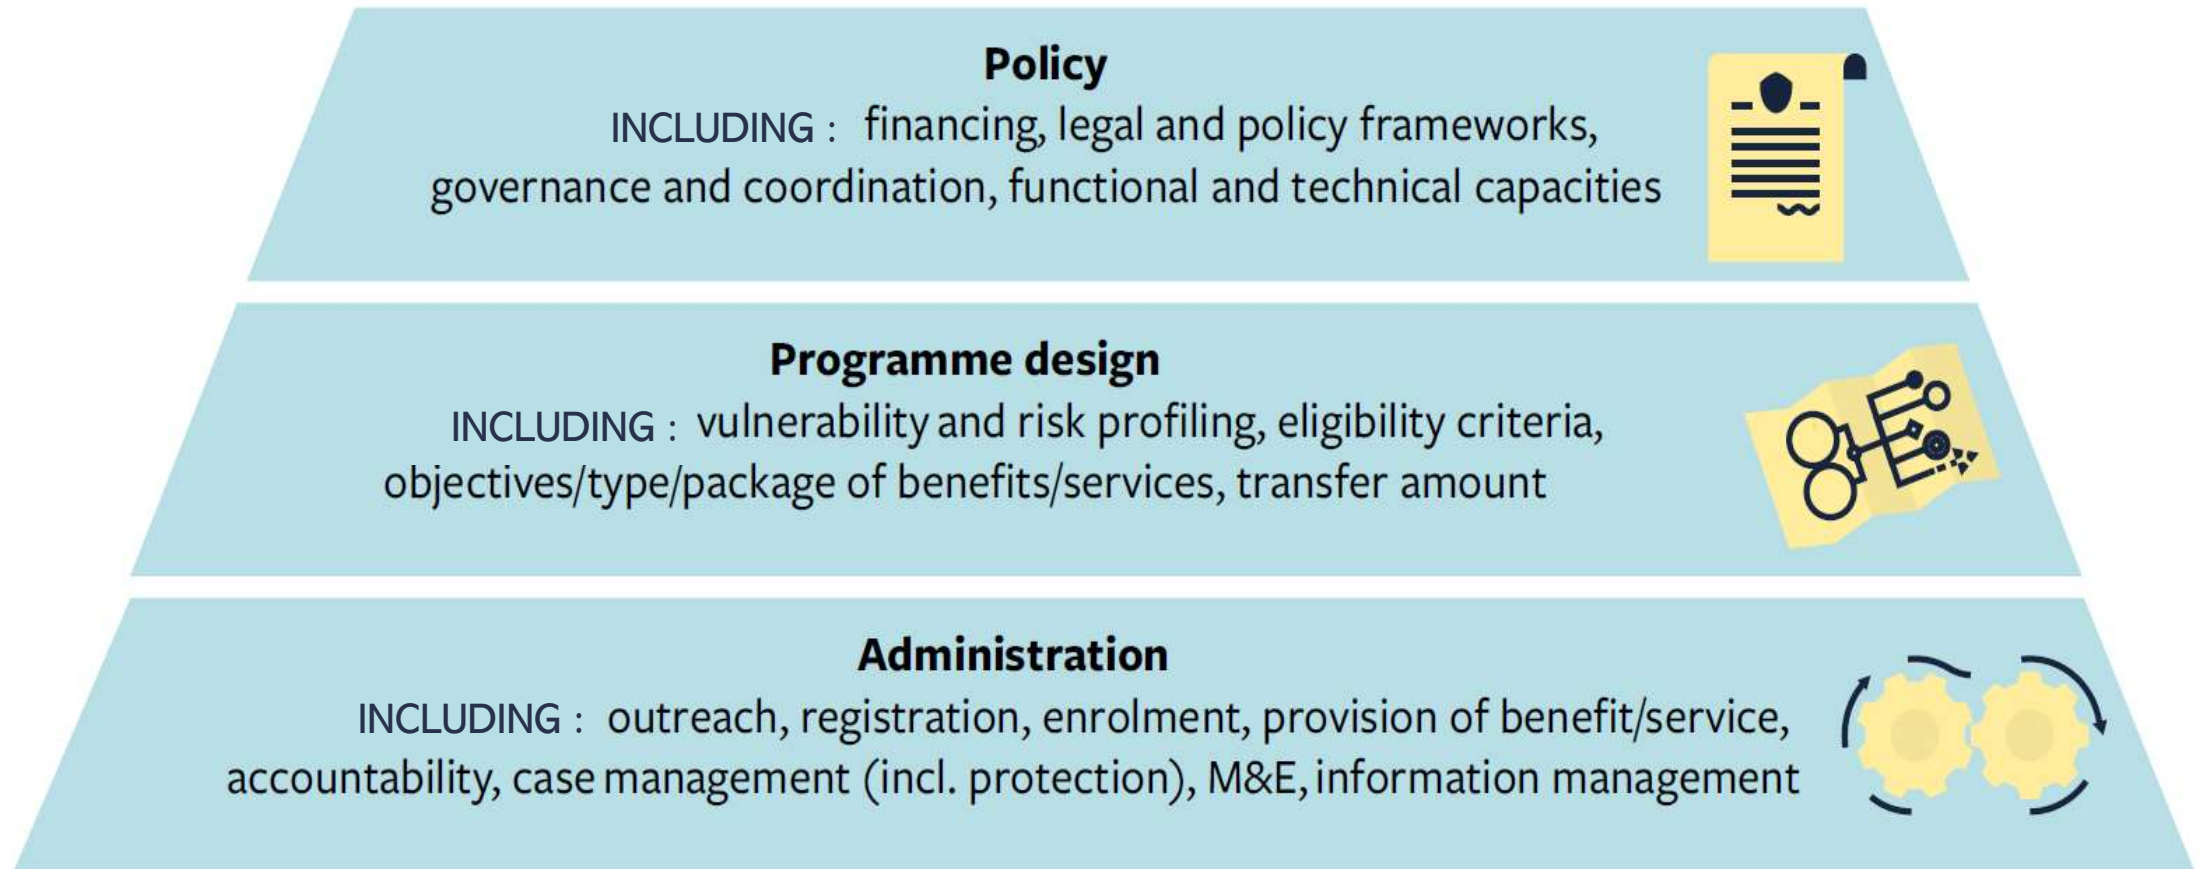 Policy
INCLUDING : financing, legal and policy frameworks,
governance and coordination, functional and technical capacities
Programme design
INCLUDING : vulnerability and risk profiling, eligibility criteria,
objectives/type/package of benefits/services, transfer amount
Administration
INCLUDING : outreach, registration, enrolment, provision of benefit/service,
accountability, case management (incl. protection), M&E, information management